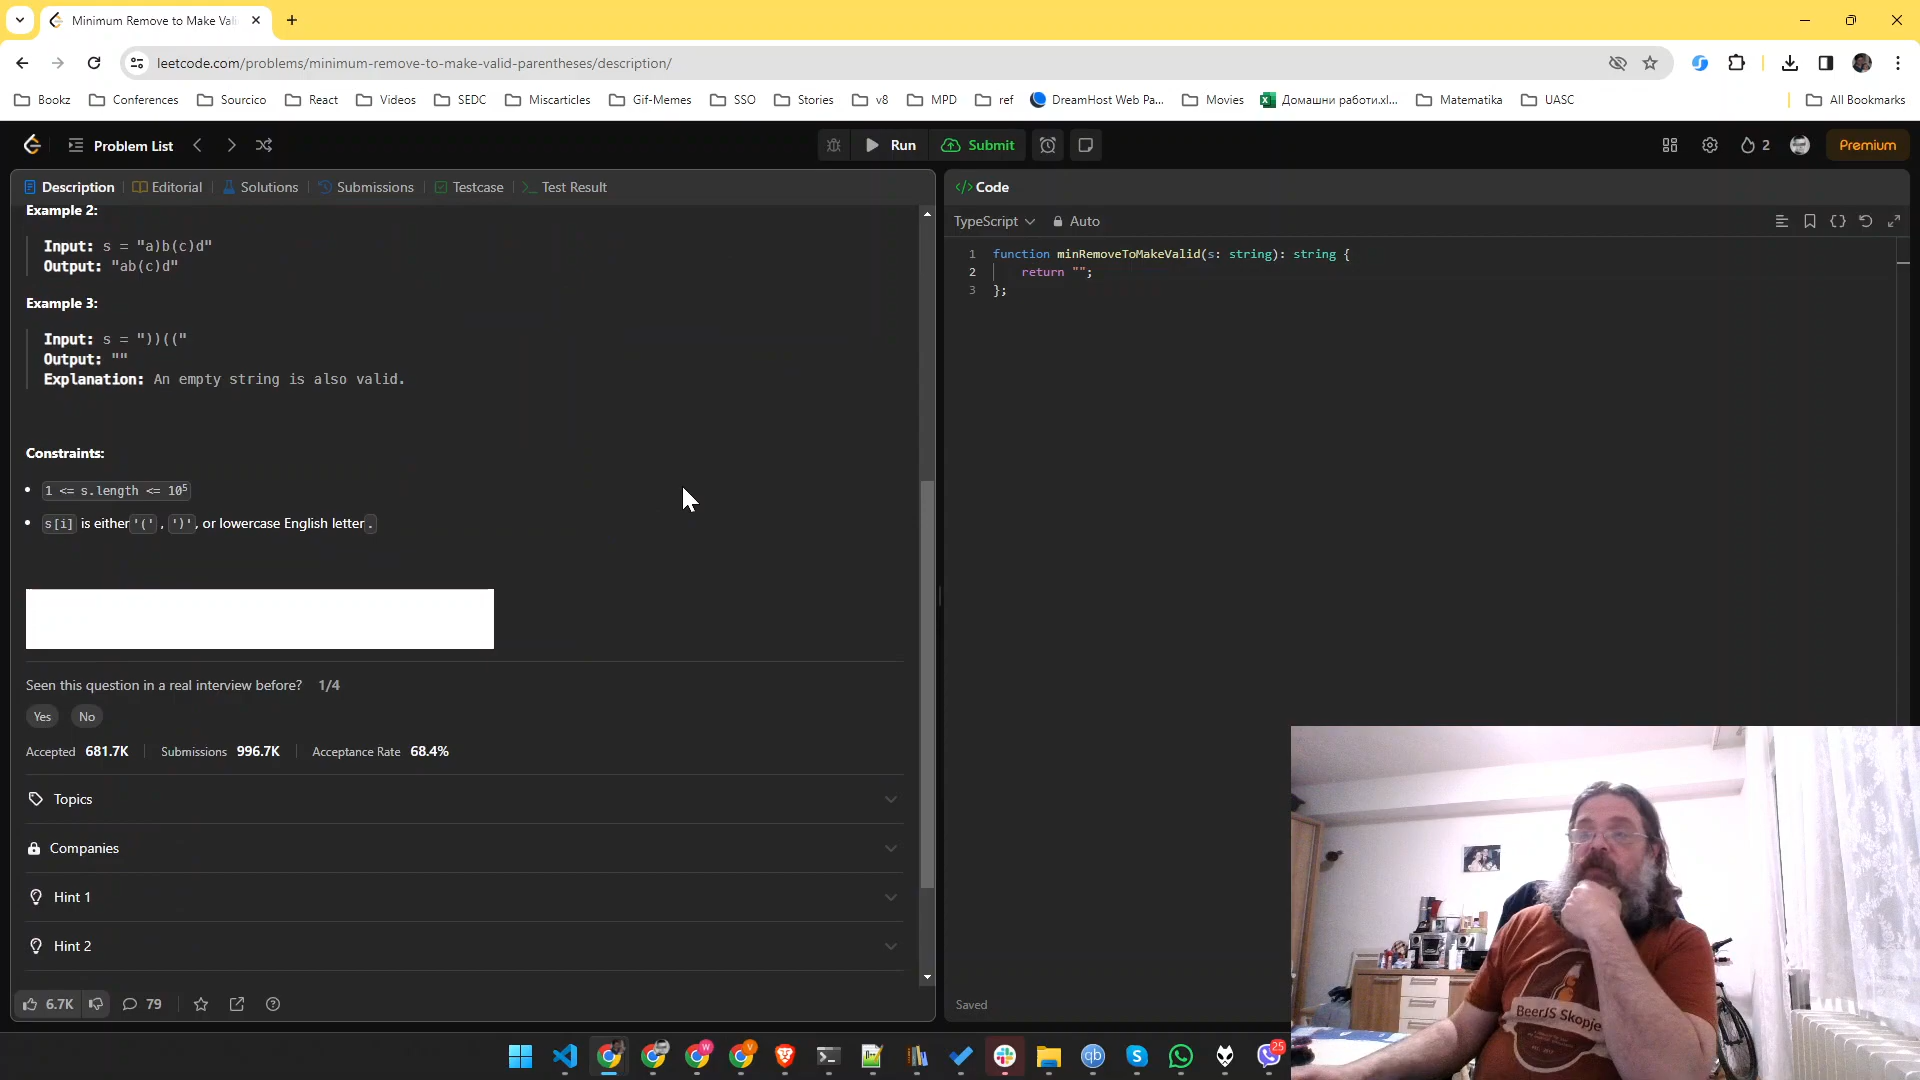 Minimum Remove to Make Vali
leetcode.com/problems/minimum-remove-to-make-valid-parentheses/description/
Bookz
Conferences
Sourcico
React
Videos
SEDC
Miscarticles
Gif-Memes
SSO
Stories
v8
MPD
ref
DreamHost Web Pa...
Movies
Домашни работи.xl...
Matematika
UASC
All Bookmarks
Problem List
Run
Submit
2
Premium
Description
Editorial
Solutions
Submissions
Testcase
Test Result
Example 2:
Input: s = "a)b(c)d"
Output: "ab(c)d"
Example 3:
Input: s = "))(("
Output: ""
Explanation: An empty string is also valid.
Constraints:
1 <= s.length <= 10⁵
s[i] is either '(' , ')', or lowercase English letter .
Seen this question in a real interview before? 1/4
Yes
No
Accepted 681.7K
Submissions 996.7K
Acceptance Rate 68.4%
Topics
Companies
Hint 1
Hint 2
6.7K
79
</> Code
TypeScript
Auto
1 function minRemoveToMakeValid(s: string): string {
2 return "";
3 };
Saved
BeerJS Skopje
W
V
qb
25